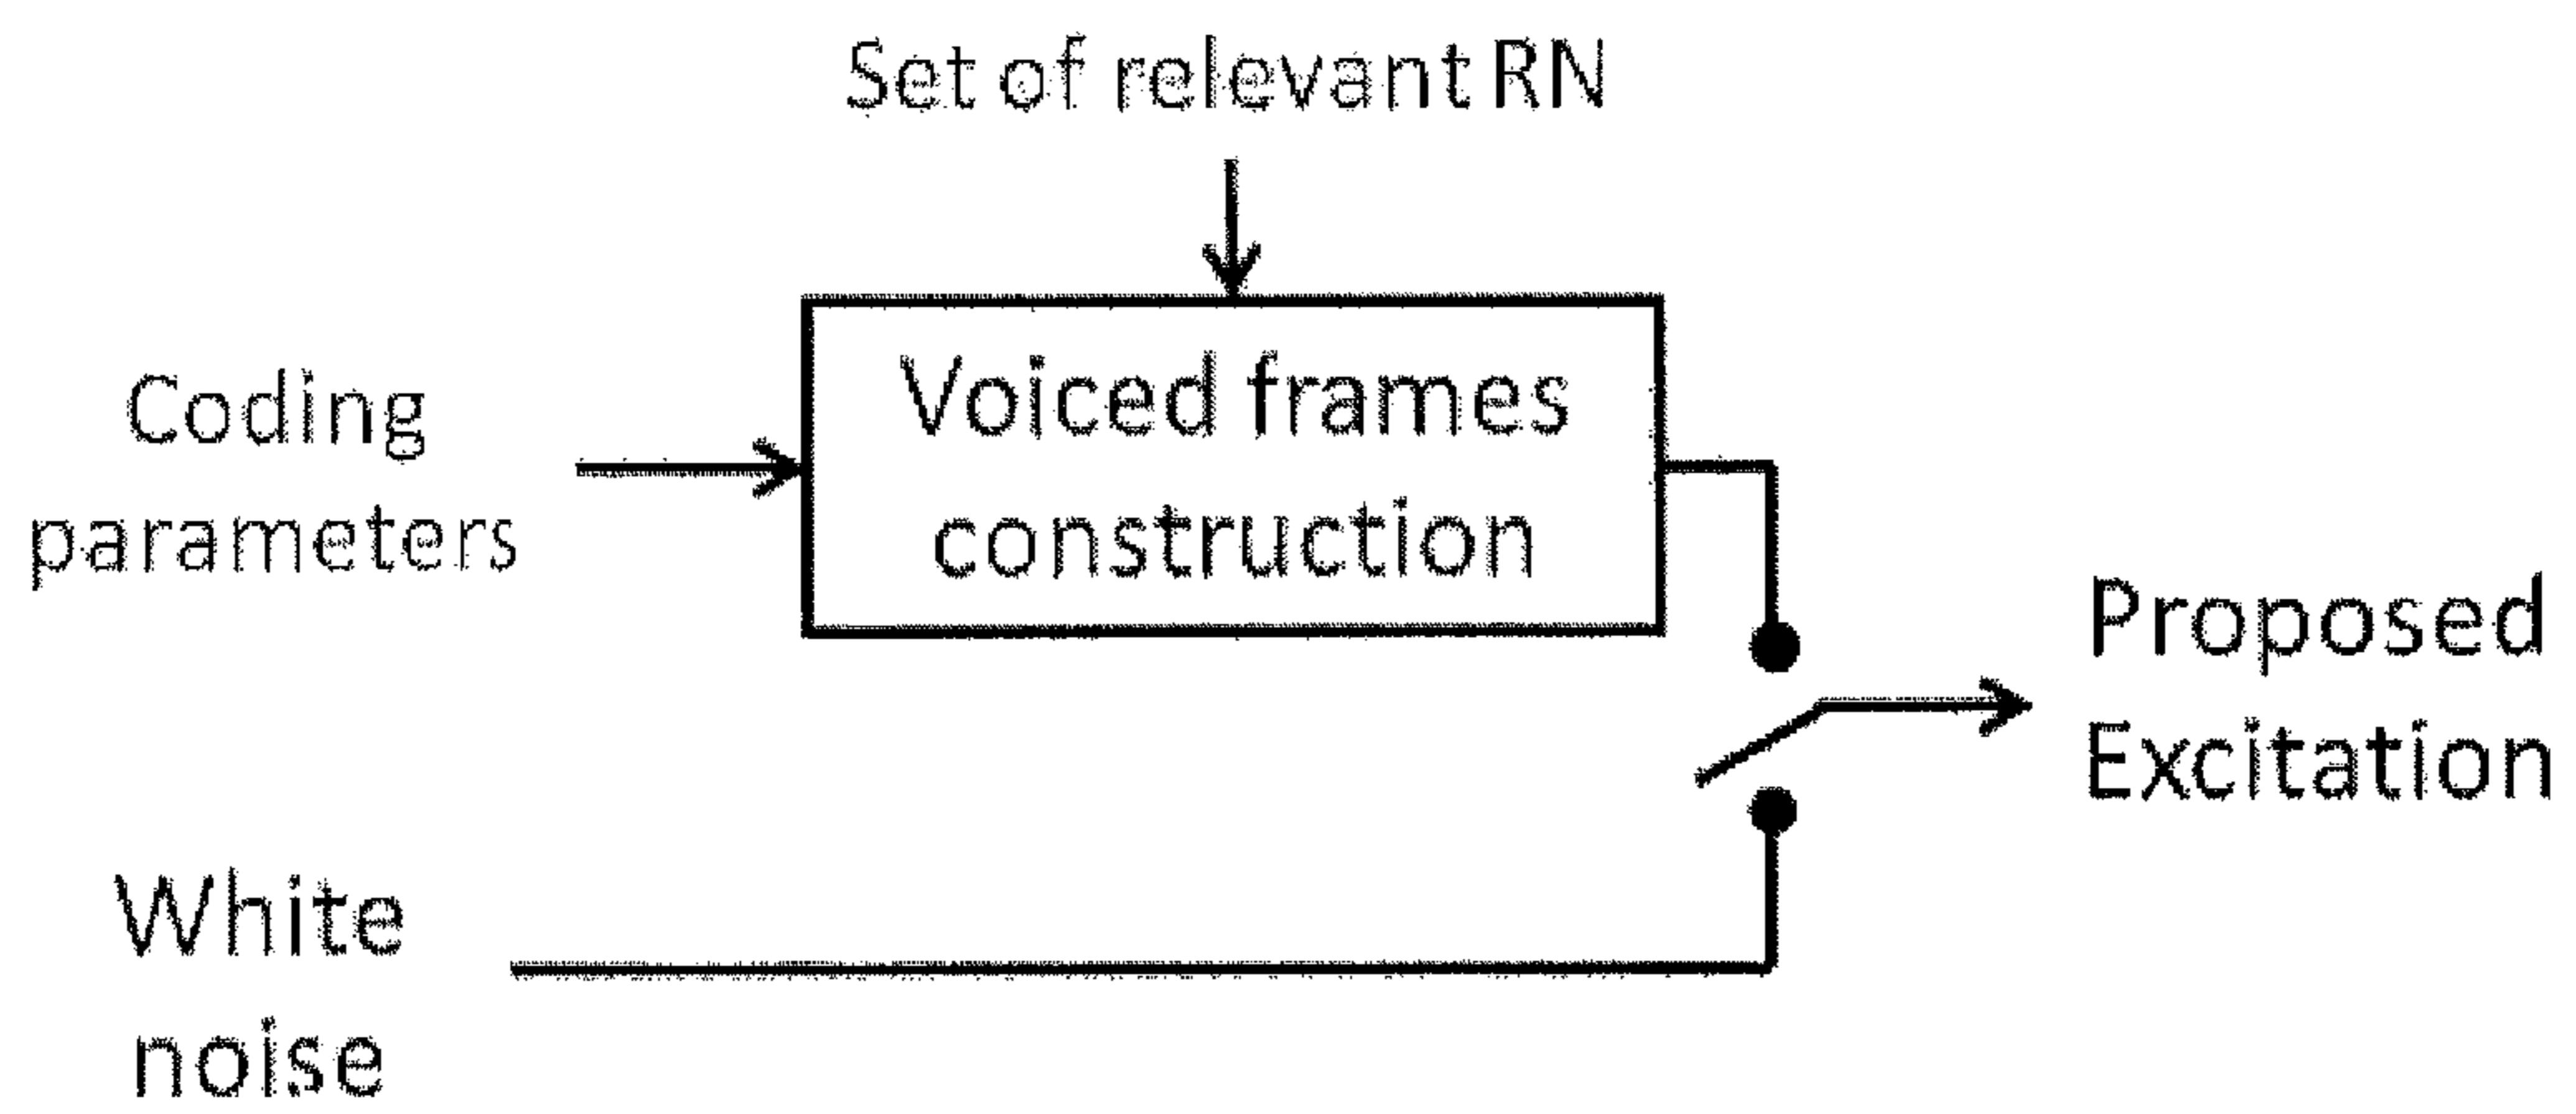 Set of relevant RN
Voiced frames
construction
Coding
parameters
Proposed
Excitation
White
noise